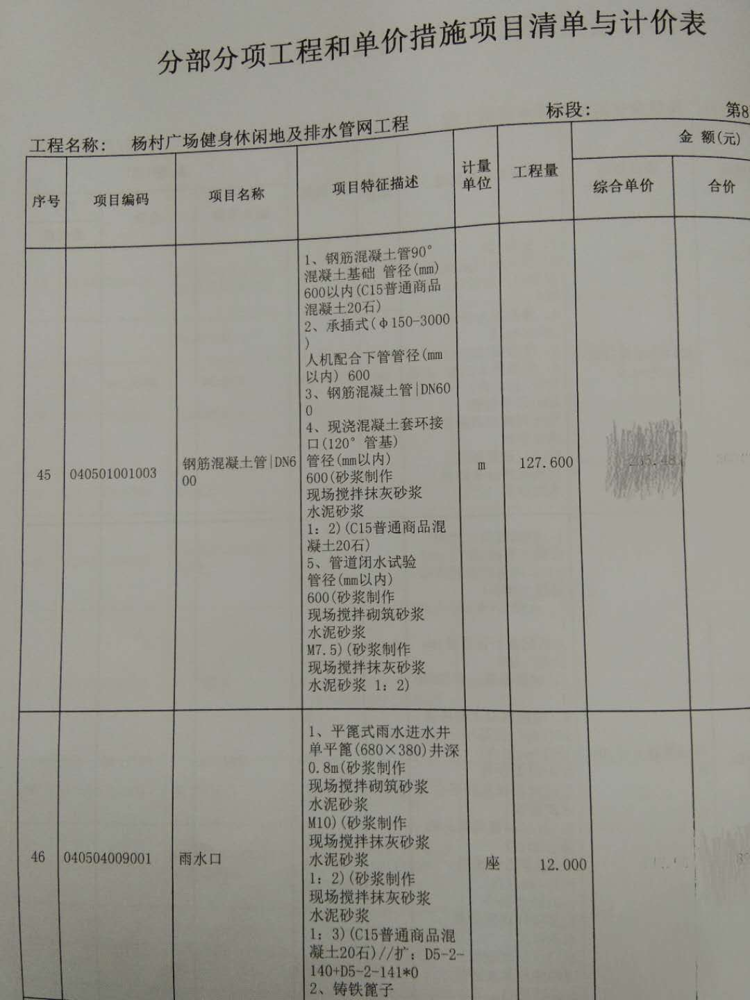 分部分项工程和单价措施项目清单与计价表
工程名称: 杨村广场健身休闲地及排水管网工程
标段:
第8
序号
项目编码
项目名称
项目特征描述
计量
单位
工程量
金 额(元)
综合单价
合价
45
040501001003
钢筋混凝土管|DN6
00
1、钢筋混凝土管90°
混凝土基础 管径(mm)
600以内(C15普通商品
混凝土20石)
2、承插式(φ150-3000
)
人机配合下管管径(mm
以内) 600
3、钢筋混凝土管|DN60
0
4、现浇混凝土套环接
口(120°管基)
管径(mm以内)
600(砂浆制作
现场搅拌抹灰砂浆
水泥砂浆
1: 2)(C15普通商品混
凝土20石)
5、管道闭水试验
管径(mm以内)
600(砂浆制作
现场搅拌砌筑砂浆
水泥砂浆
M7.5)(砂浆制作
现场搅拌抹灰砂浆
水泥砂浆 1: 2)
m
127.600
46
040504009001
雨水口
1、平篦式雨水进水井
单平篦(680×380)井深
0.8m(砂浆制作
现场搅拌砌筑砂浆
水泥砂浆
M10)(砂浆制作
现场搅拌抹灰砂浆
水泥砂浆
1: 2)(砂浆制作
现场搅拌抹灰砂浆
水泥砂浆
1: 3)(C15普通商品混
凝土20石)//扩: D5-2-
140+D5-2-141*0
2、铸铁篦子
座
12.000